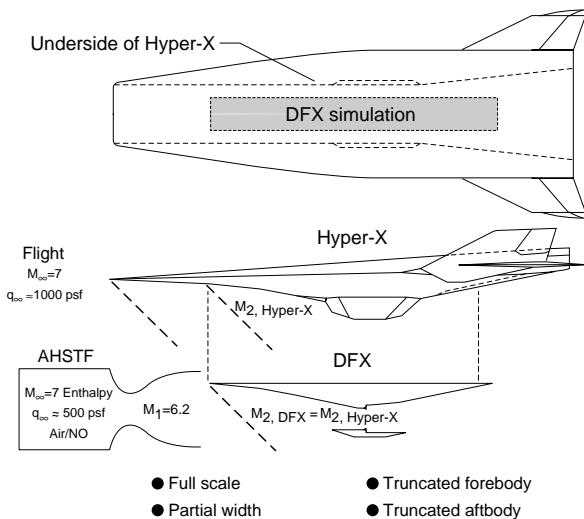 Underside of Hyper-X
DFX simulation
Hyper-X
Flight
M∞=7
q∞ ≈1000 psf
M2, Hyper-X
AHSTF
DFX
M∞=7 Enthalpy
q∞ ≈ 500 psf
Air/NO
M1=6.2
M2, DFX = M2, Hyper-X
● Full scale
● Truncated forebody
● Partial width
● Truncated aftbody